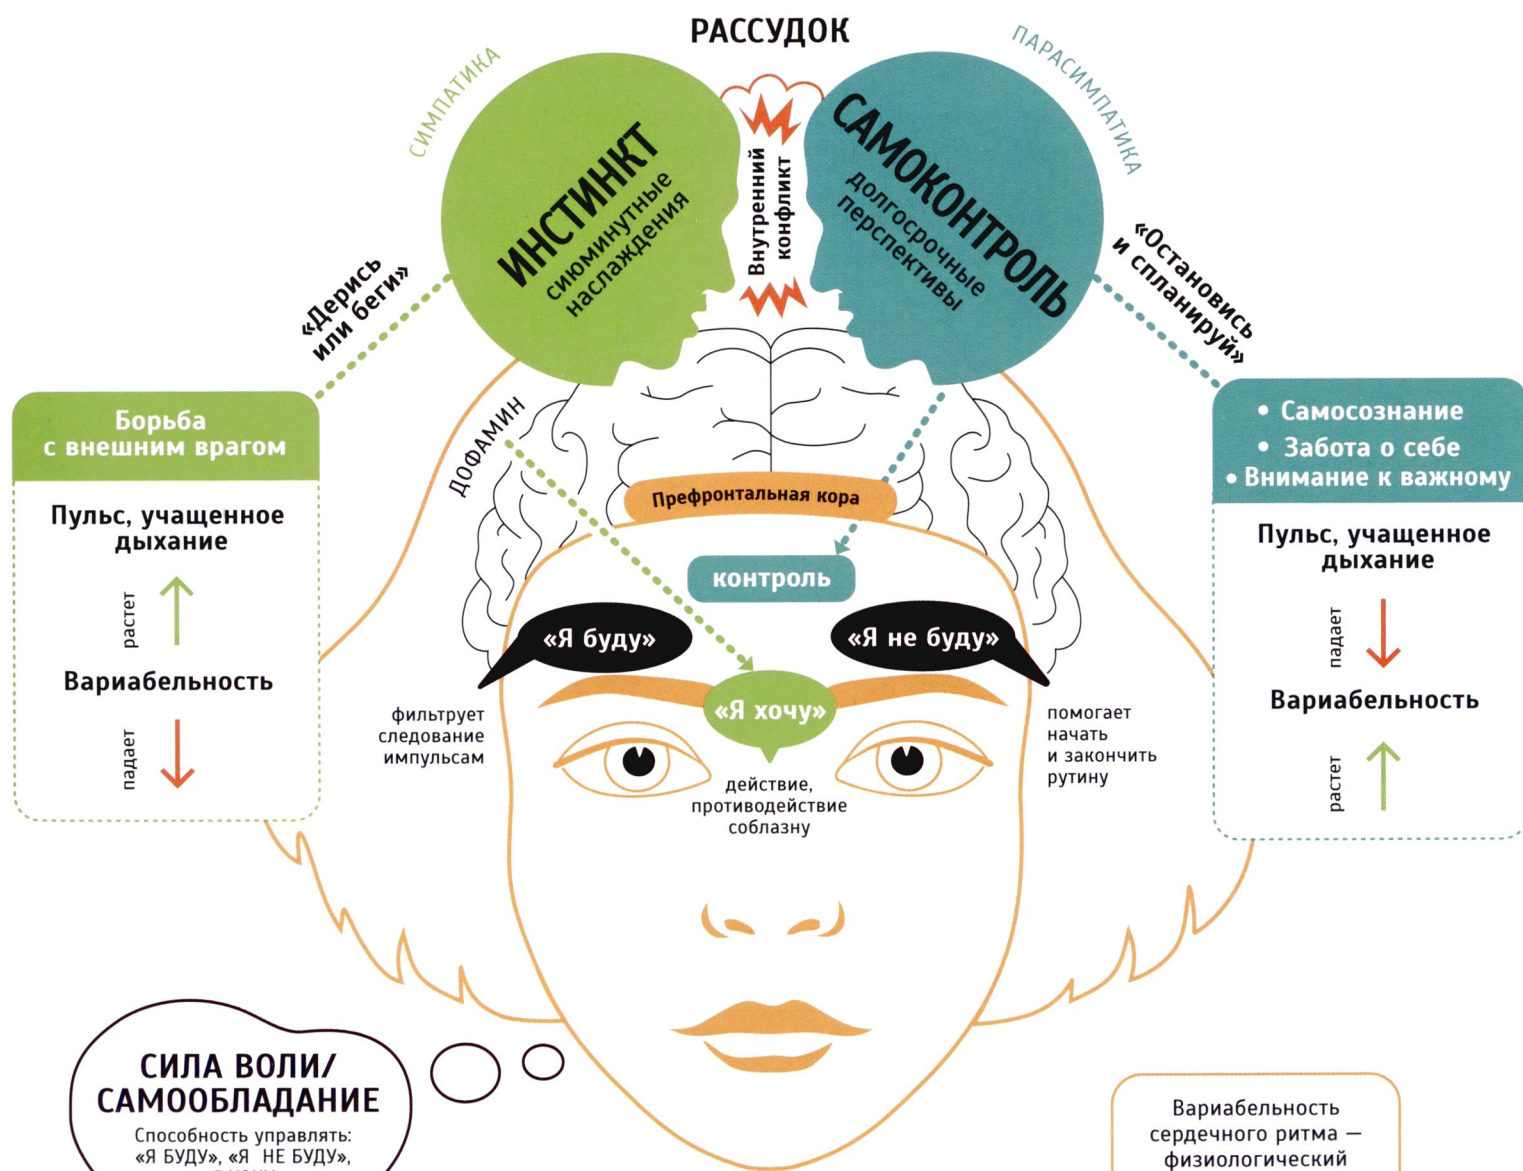 РАССУДОК
СИМПАТИКА
ПАРАСИМПАТИКА
ИНСТИНКТ
сиюминутные
наслаждения
Внутренний
конфликт
САМОКОНТРОЛЬ
долгосрочные
перспективы
«Дерись
или беги»
«Остановись
и спланируй»
Борьба
с внешним врагом
Пульс, учащенное
дыхание
растет
Вариабельность
падает
ДОФАМИН
Префронтальная кора
контроль
«Я буду»
«Я не буду»
«Я хочу»
фильтрует
следование
импульсам
действие,
противодействие
соблазну
помогает
начать
и закончить
рутину
• Самосознание
• Забота о себе
• Внимание к важному
Пульс, учащенное
дыхание
падает
Вариабельность
растет
СИЛА ВОЛИ/
САМООБЛАДАНИЕ
Способность управлять:
«Я БУДУ», «Я НЕ БУДУ»,
Вариабельность
сердечного ритма —
физиологический